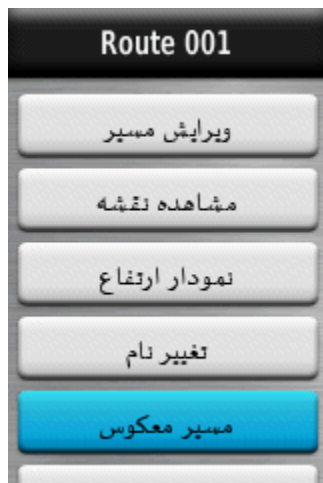 Route 001
ویرایش مسیر
مشاهده نقشه
نمودار ارتفاع
تغییر نام
مسیر معکوس